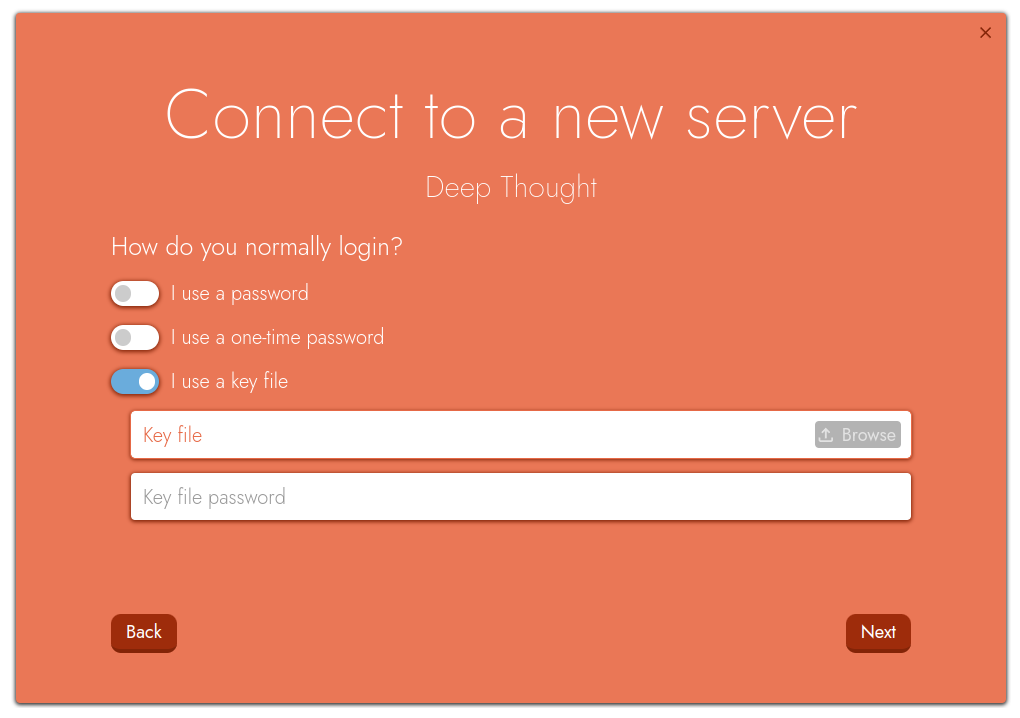 Connect to a new server
Deep Thought
How do you normally login?
I use a password
I use a one-time password
I use a key file
Key file Browse
Key file password
Back Next